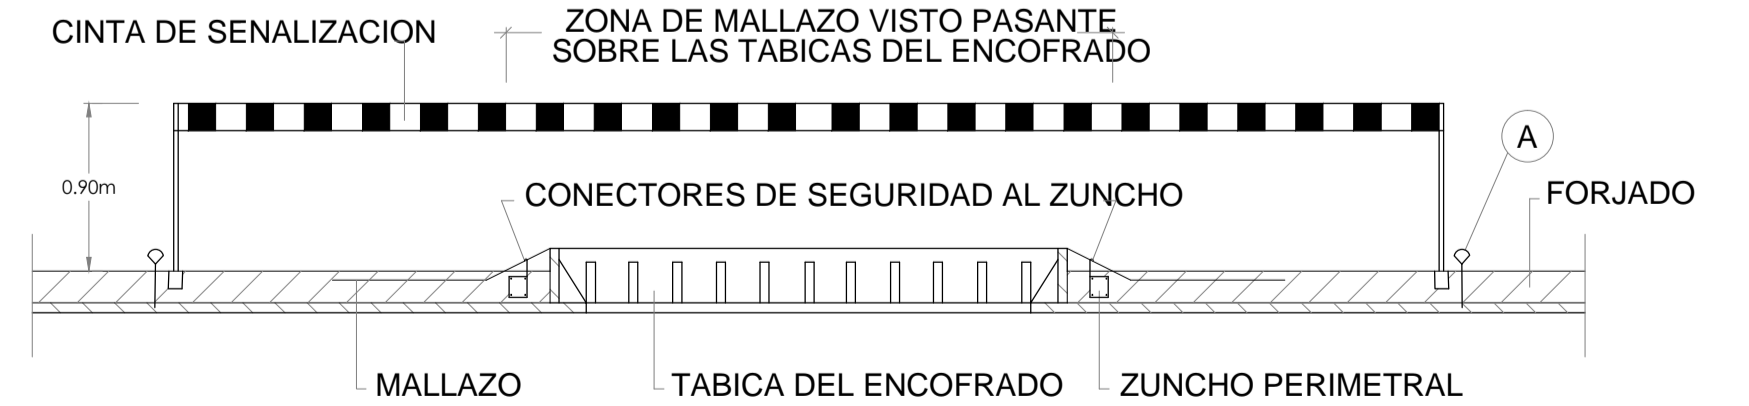 CINTA DE SENALIZACION
ZONA DE MALLAZO VISTO PASANTE
SOBRE LAS TABICAS DEL ENCOFRADO
A
0.90m
CONECTORES DE SEGURIDAD AL ZUNCHO
FORJADO
MALLAZO
TABICA DEL ENCOFRADO
ZUNCHO PERIMETRAL